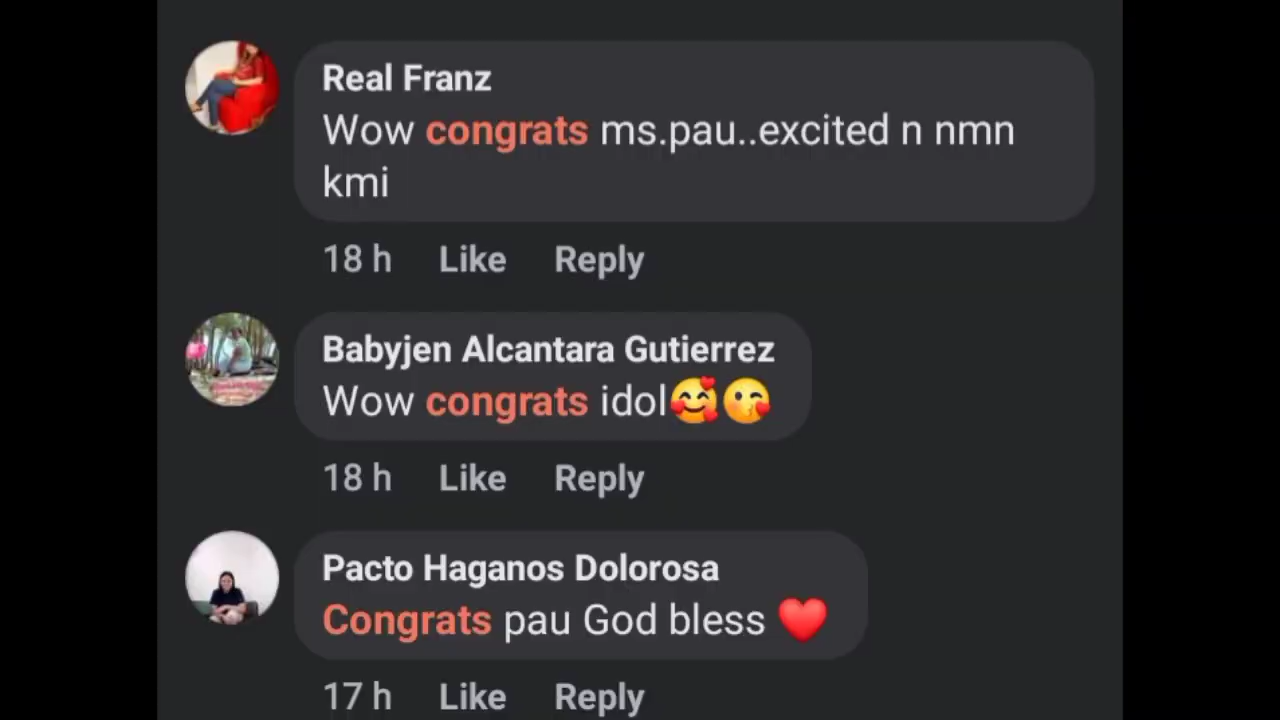 Real Franz
Wow congrats ms.pau..excited n nmn
kmi
18 h Like Reply
Babyjen Alcantara Gutierrez
Wow congrats idol🥰😘
18 h Like Reply
Pacto Haganos Dolorosa
Congrats pau God bless ❤️
17 h Like Reply